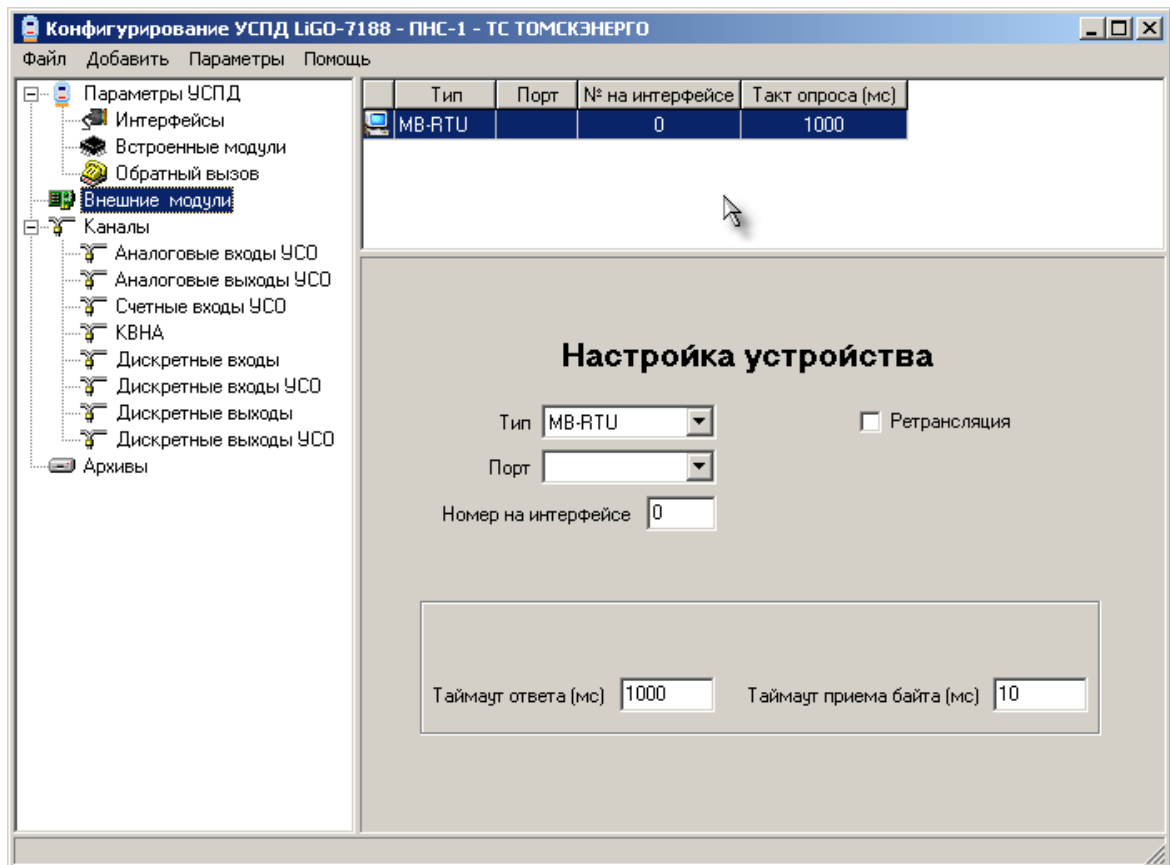 Конфигурирование УСПД LiGO-7188 - ПНС-1 - ТС ТОМСКЭНЕРГО
Файл Добавить Параметры Помощь
Параметры УСПД
Интерфейсы
Встроенные модули
Обратный вызов
Внешние модули
Каналы
Аналоговые входы УСО
Аналоговые выходы УСО
Счетные входы УСО
КВНА
Дискретные входы
Дискретные входы УСО
Дискретные выходы
Дискретные выходы УСО
Архивы
Тип Порт № на интерфейсе Такт опроса (мс)
MB-RTU 0 1000
Настройка устройства
Тип MB-RTU
Ретрансляция
Порт
Номер на интерфейсе 0
Таймаут ответа (мс) 1000 Таймаут приема байта (мс) 10